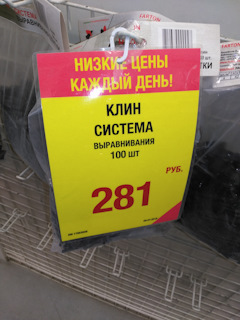 НИЗКИЕ ЦЕНЫ
КАЖДЫЙ ДЕНЬ!
КЛИН
СИСТЕМА
ВЫРАВНИВАНИЯ
100 ШТ
РУБ.
281